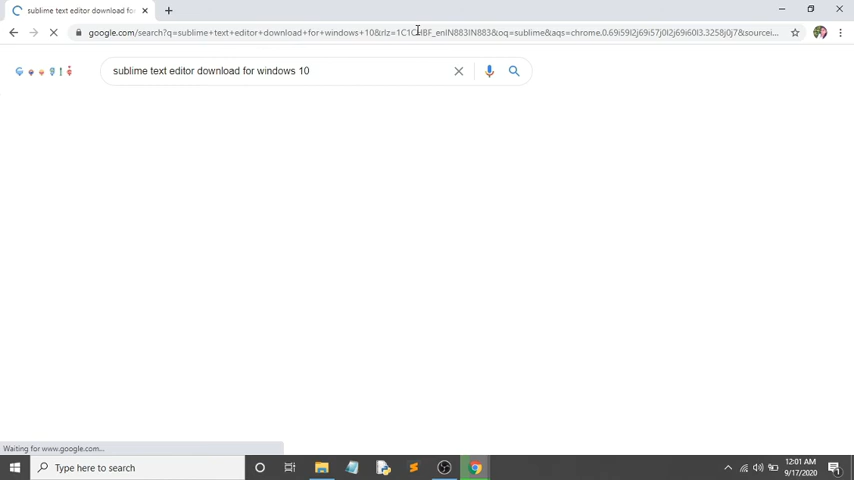 sublime text editor download for
google.com/search?q=sublime+text+editor+download+for+windows+10&rlz=1C1CHBF_enIN883IN883&oq=sublime&aqs=chrome.0.69i59l2j69i57j0l2j69i60l3.3258j0j7&sourcei...
sublime text editor download for windows 10
Waiting for www.google.com...
Type here to search
12:01 AM
9/17/2020